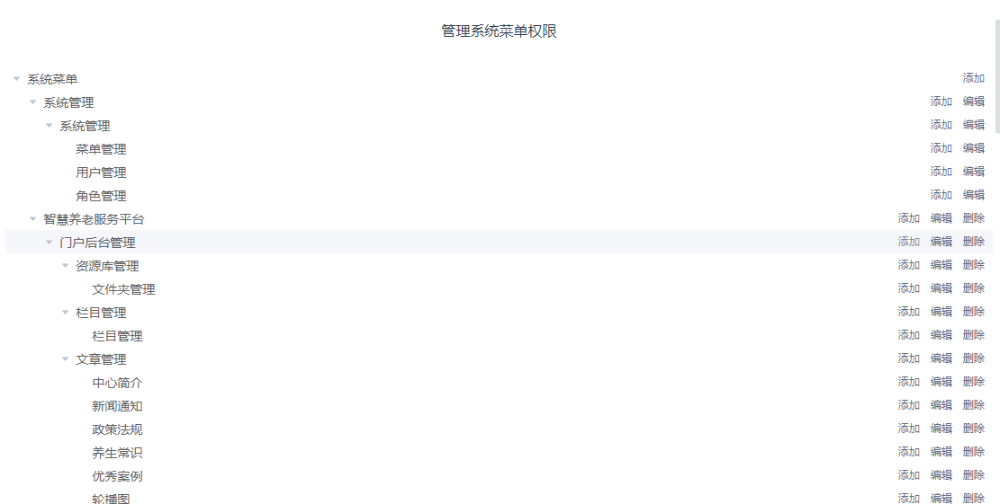 管理系统菜单权限
系统菜单 添加
系统管理 添加 编辑
系统管理 添加 编辑
菜单管理 添加 编辑
用户管理 添加 编辑
角色管理 添加 编辑
智慧养老服务平台 添加 编辑 删除
门户后台管理 添加 编辑 删除
资源库管理 添加 编辑 删除
文件夹管理 添加 编辑 删除
栏目管理 添加 编辑 删除
栏目管理 添加 编辑 删除
文章管理 添加 编辑 删除
中心简介 添加 编辑 删除
新闻通知 添加 编辑 删除
政策法规 添加 编辑 删除
养生常识 添加 编辑 删除
优秀案例 添加 编辑 删除
轮播图 添加 编辑 删除